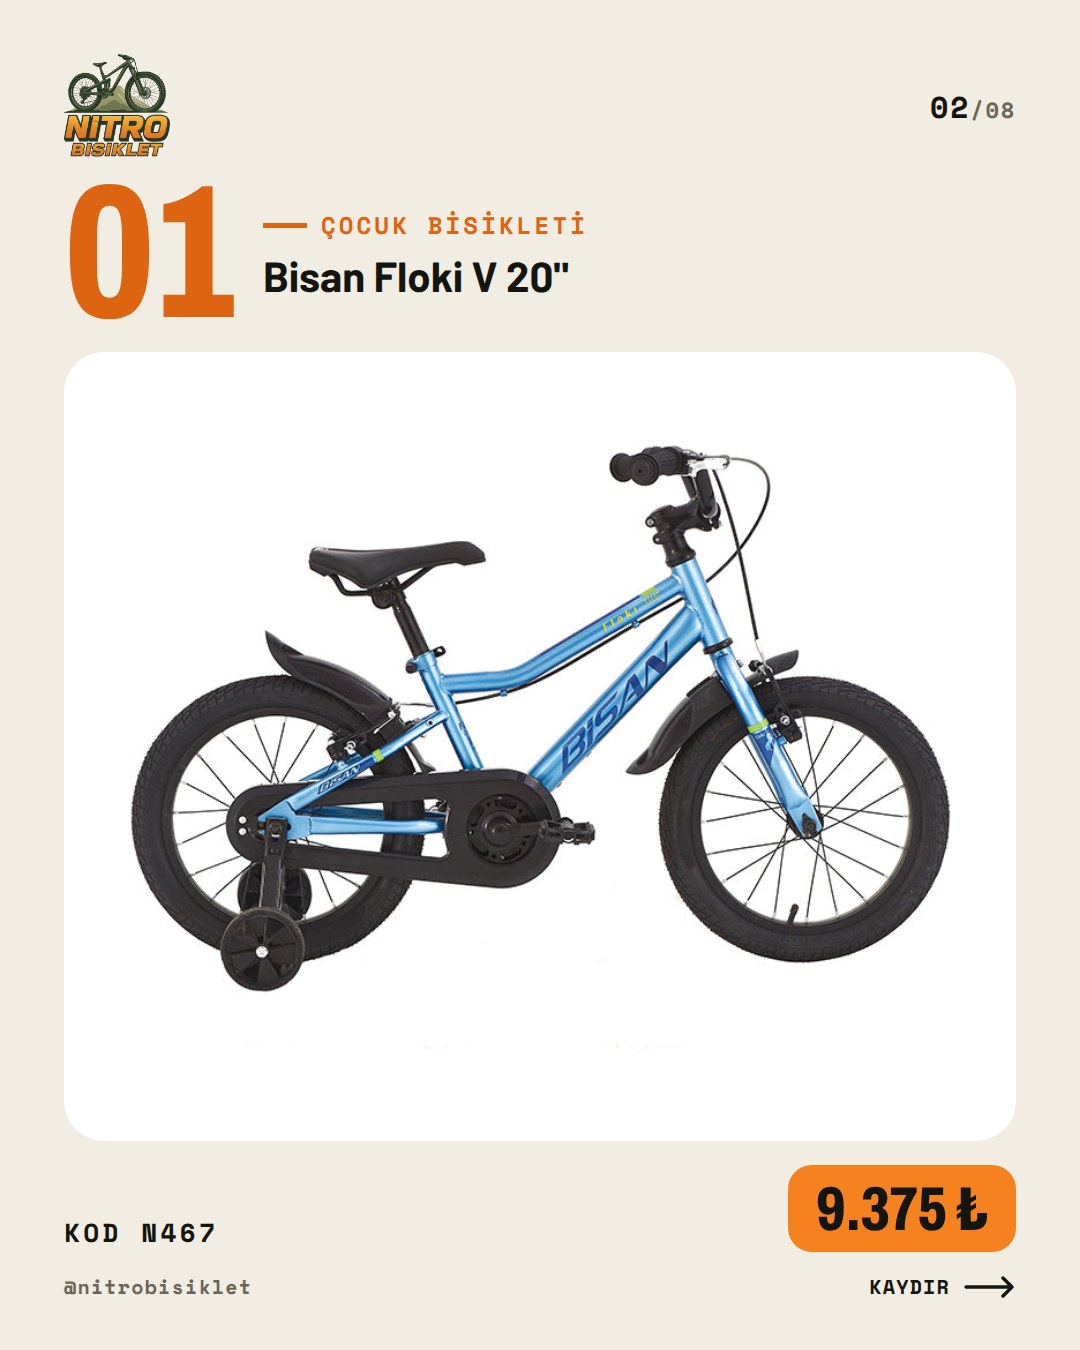 NiTRO
BISIKLET
02/08
01
ÇOCUK BİSİKLETİ
Bisan Floki V 20"
Floki
BiSAN
BiSAN
9.375 ₺
KOD N467
@nitrobisiklet
KAYDIR